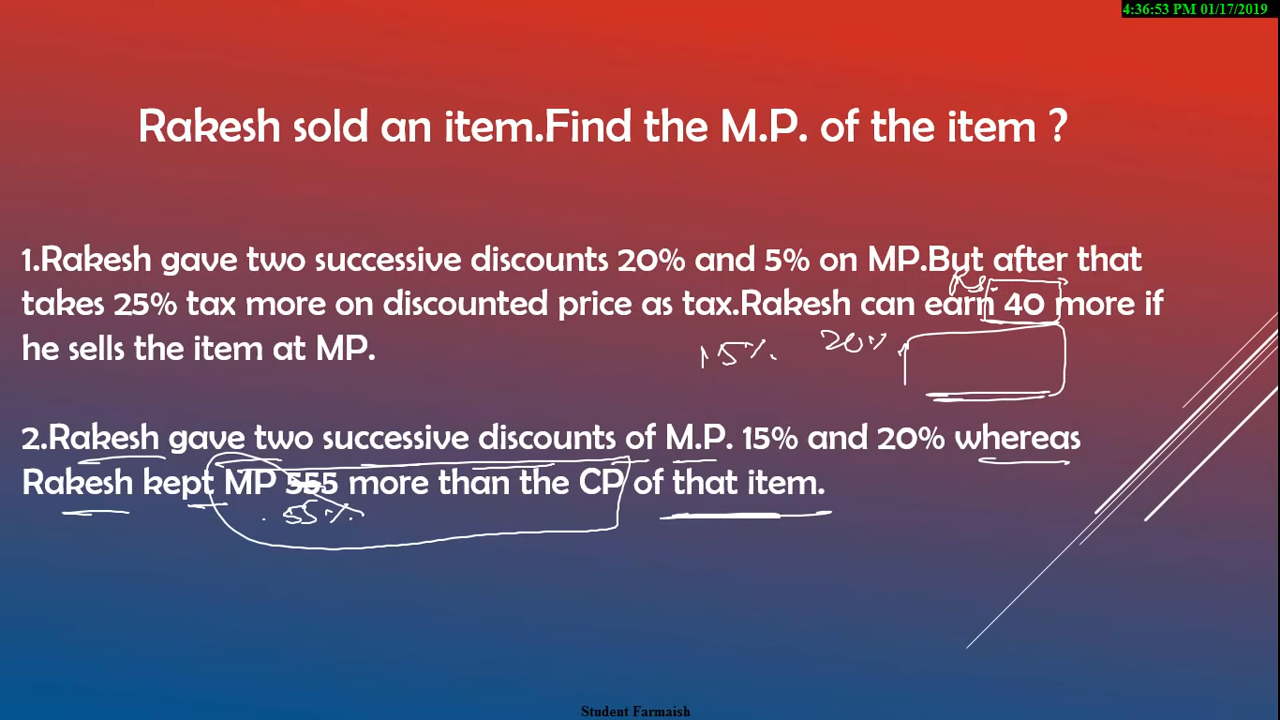 4:36:53 PM 01/17/2019
Rakesh sold an item.Find the M.P. of the item ?
1.Rakesh gave two successive discounts 20% and 5% on MP.But after that
Rs
takes 25% tax more on discounted price as tax.Rakesh can earn 40 more if
he sells the item at MP.
15% 20%
2.Rakesh gave two successive discounts of M.P. 15% and 20% whereas
Rakesh kept MP 555 more than the CP of that item.
55%
Student Farmaish